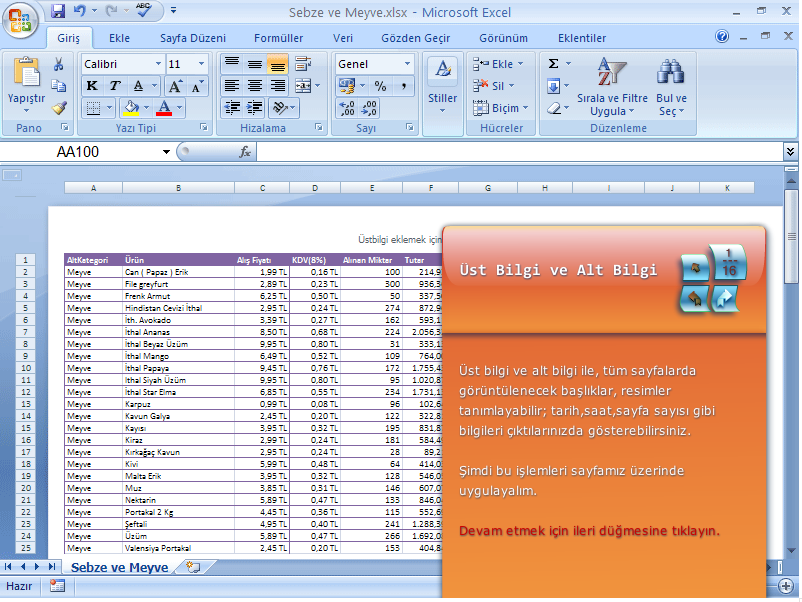 Sebze ve Meyve.xlsx - Microsoft Excel
Giriş Ekle Sayfa Düzeni Formüller Veri Gözden Geçir Görünüm Eklentiler
Calibri 11 Genel Ekle Σ
K T A A A % , Sil
Yapıştır Stiller Biçim Sırala ve Filtre Uygula Bul ve Seç
Pano Yazı Tipi Hizalama Sayı Hücreler Düzenleme
AA100 fx
A B C D E F G H I J K
Üstbilgi eklemek için
1 AltKategori Ürün Alış Fiyatı KDV(8%) Alınan Miktar Tutar
2 Meyve Can ( Papaz ) Erik 1,99 TL 0,16 TL 100 214,9
3 Meyve File greyfurt 2,89 TL 0,23 TL 300 936,3
4 Meyve Frenk Armut 6,25 TL 0,50 TL 50 337,5
5 Meyve Hindistan Cevizi İthal 2,95 TL 0,24 TL 274 872,9
6 Meyve İth. Avokado 3,39 TL 0,27 TL 162 593,1
7 Meyve İthal Ananas 8,50 TL 0,68 TL 224 2.056,3
8 Meyve İthal Beyaz Üzüm 9,95 TL 0,80 TL 31 333,1
9 Meyve İthal Mango 6,49 TL 0,52 TL 109 764,0
10 Meyve İthal Papaya 9,45 TL 0,76 TL 172 1.755,4
11 Meyve İthal Siyah Üzüm 9,95 TL 0,80 TL 95 1.020,8
12 Meyve İthal Star Elma 6,85 TL 0,55 TL 234 1.731,1
13 Meyve Karpuz 0,99 TL 0,08 TL 96 102,6
14 Meyve Kavun Galya 2,45 TL 0,20 TL 122 322,8
15 Meyve Kayısı 3,95 TL 0,32 TL 195 831,8
16 Meyve Kiraz 2,99 TL 0,24 TL 181 584,4
17 Meyve Kırkağaç Kavun 2,95 TL 0,24 TL 28 89,2
18 Meyve Kivi 5,99 TL 0,48 TL 64 414,0
19 Meyve Malta Erik 3,95 TL 0,32 TL 128 546,0
20 Meyve Muz 3,85 TL 0,31 TL 146 607,0
21 Meyve Nektarin 5,89 TL 0,47 TL 133 846,0
22 Meyve Portakal 2 Kg 4,45 TL 0,36 TL 115 552,6
23 Meyve Şeftali 4,95 TL 0,40 TL 241 1.288,3
24 Meyve Üzüm 5,89 TL 0,47 TL 266 1.692,0
25 Meyve Valensiya Portakal 2,45 TL 0,20 TL 153 404,8
Üst Bilgi ve Alt Bilgi
1
16
Üst bilgi ve alt bilgi ile, tüm sayfalarda
görüntülenecek başlıklar, resimler
tanımlayabilir; tarih,saat,sayfa sayısı gibi
bilgileri çıktılarınızda gösterebilirsiniz.
Şimdi bu işlemleri sayfamız üzerinde
uygulayalım.
Devam etmek için ileri düğmesine tıklayın.
Sebze ve Meyve
Hazır